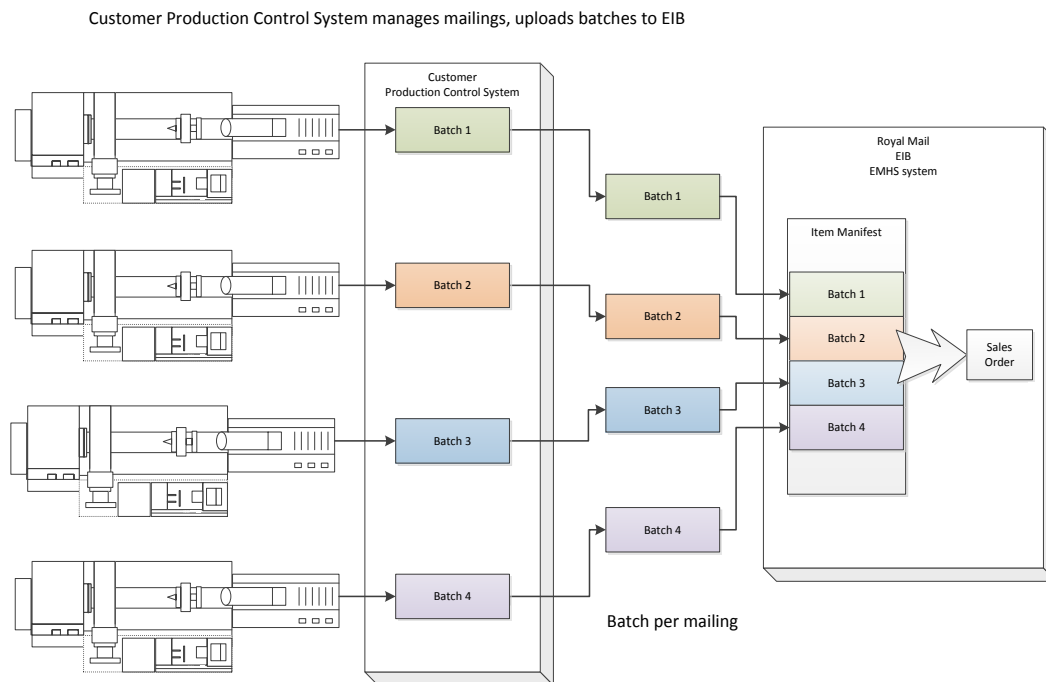 Customer Production Control System manages mailings, uploads batches to EIB
Customer
Production Control System
Batch 1
Batch 2
Batch 3
Batch 4
Batch 1
Batch 2
Batch 3
Batch 4
Batch per mailing
Royal Mail
EIB
EMHS system
Item Manifest
Batch 1
Batch 2
Batch 3
Batch 4
Sales
Order